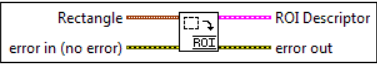 Rectangle
ROI Descriptor
ROI
error in (no error)
error out